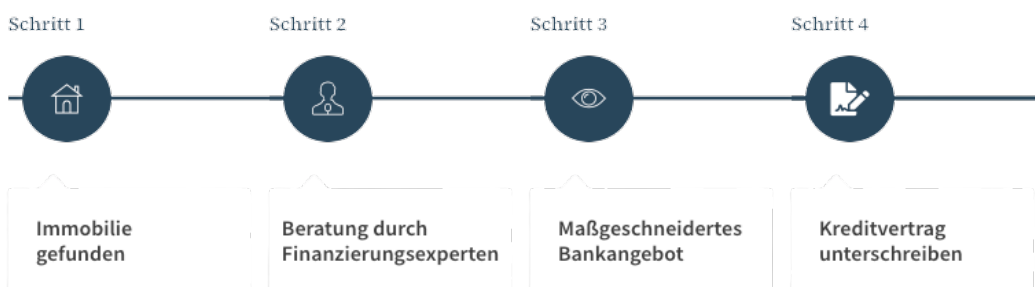 Schritt 1
Schritt 2
Schritt 3
Schritt 4
Immobilie
gefunden
Beratung durch
Finanzierungsexperten
Maßgeschneidertes
Bankangebot
Kreditvertrag
unterschreiben